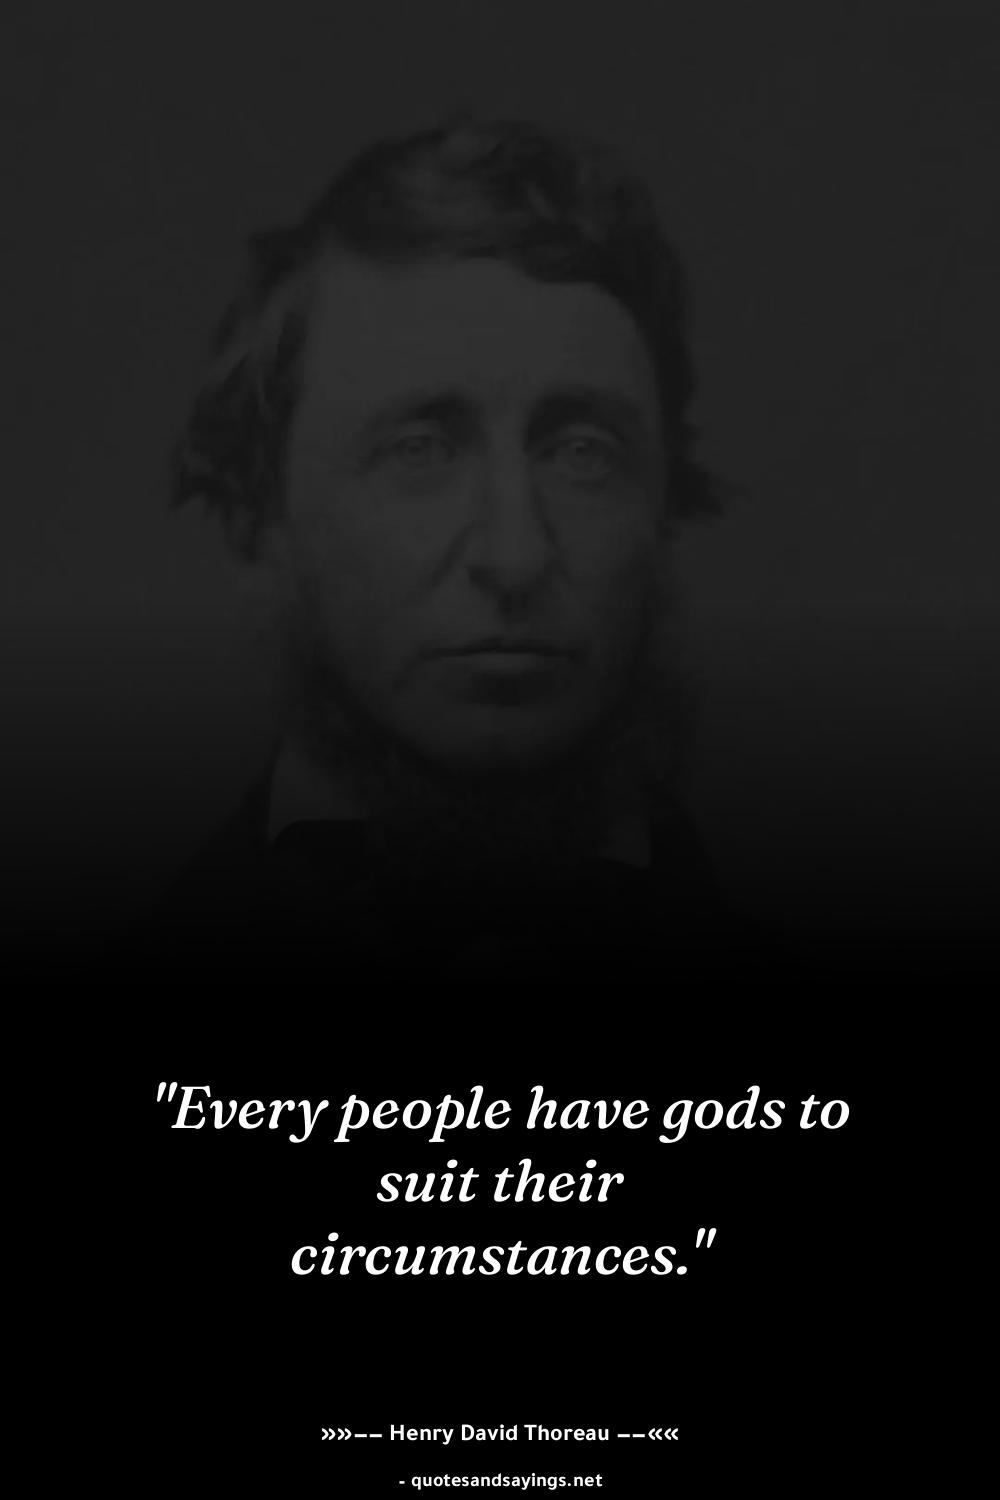 "Every people have gods to
suit their
circumstances."
»»–– Henry David Thoreau ––««
- quotesandsayings.net